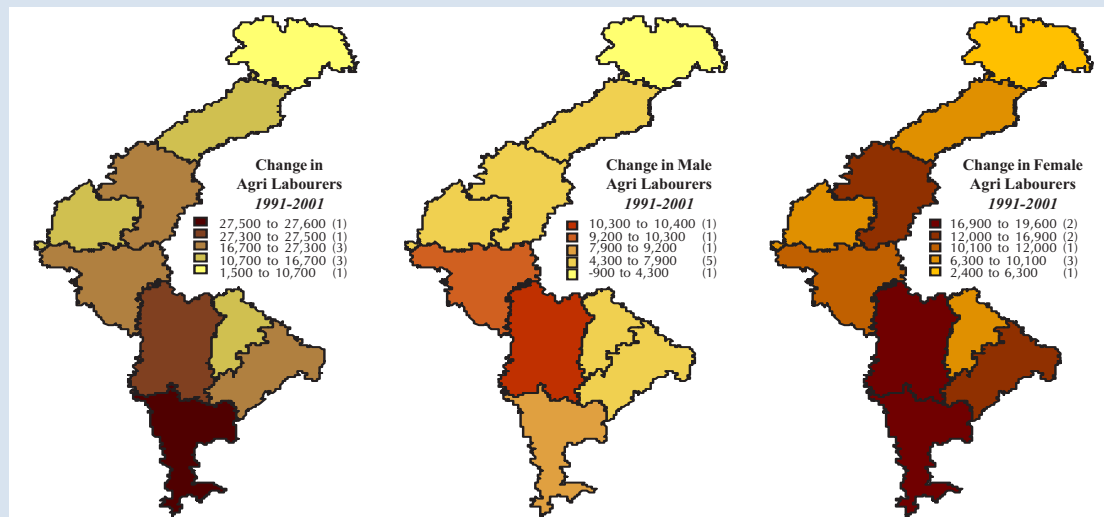 Change in
Agri Labourers
1991-2001
27,500 to 27,600 (1)
27,300 to 27,500 (1)
16,700 to 27,300 (3)
10,700 to 16,700 (3)
1,500 to 10,700 (1)
Change in Male
Agri Labourers
1991-2001
10,300 to 10,400 (1)
9,200 to 10,300 (1)
7,900 to 9,200 (1)
4,300 to 7,900 (5)
-900 to 4,300 (1)
Change in Female
Agri Labourers
1991-2001
16,900 to 19,600 (2)
12,000 to 16,900 (2)
10,100 to 12,000 (1)
6,300 to 10,100 (3)
2,400 to 6,300 (1)